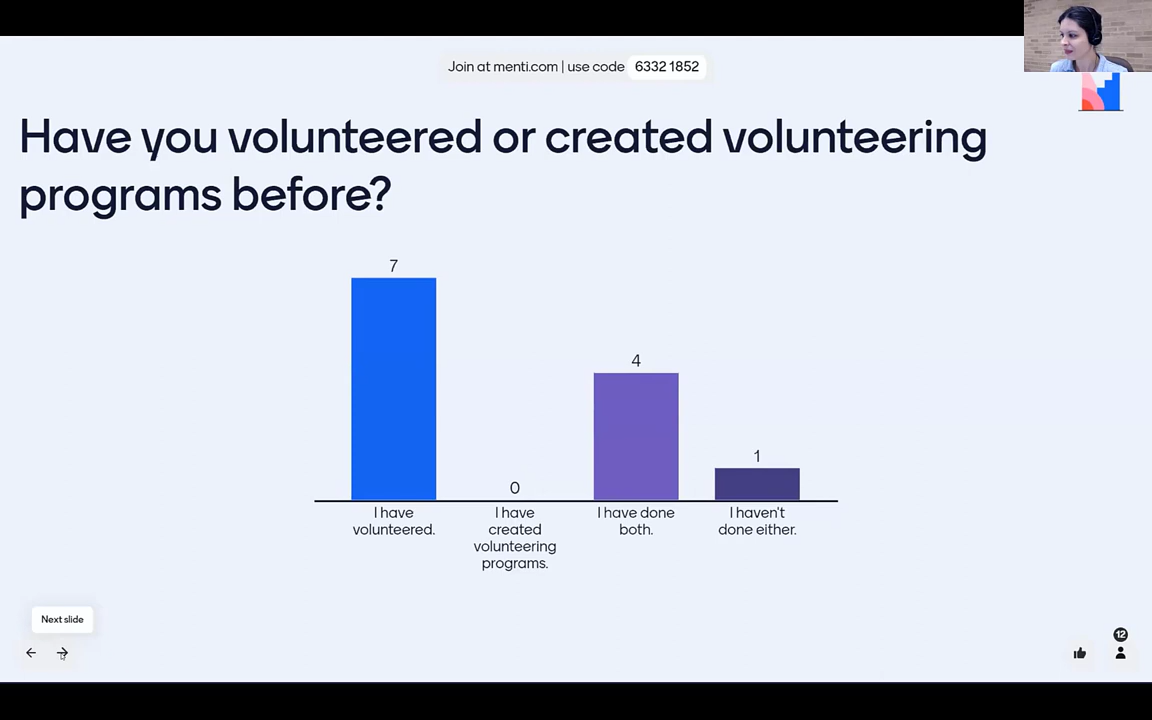 Join at menti.com | use code 6332 1852
Have you volunteered or created volunteering
programs before?
7
0
4
1
I have
volunteered.
I have
created
volunteering
programs.
I have done
both.
I haven't
done either.
Next slide
12